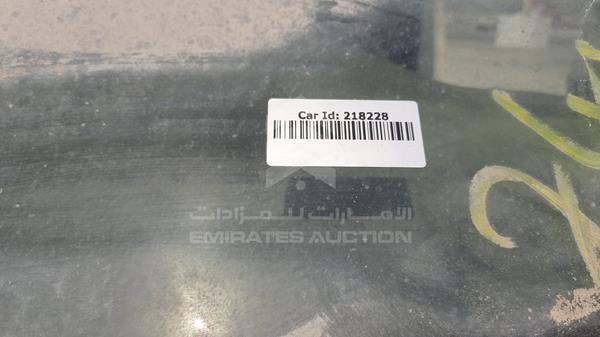 Car Id: 218228
الامارات للمزادات
EMIRATES AUCTION